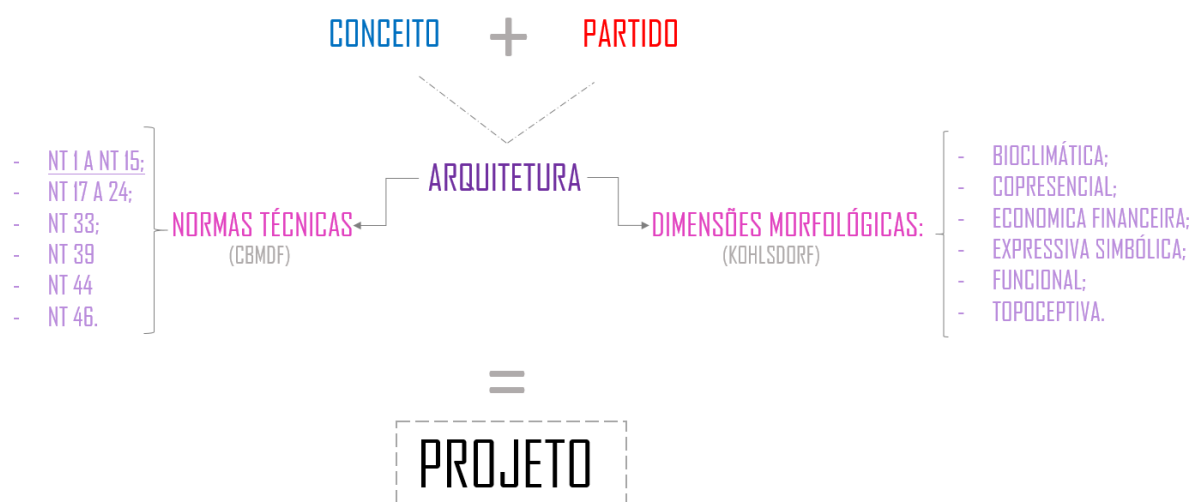 CONCEITO + PARTIDO
ARQUITETURA
- NT 1 A NT 15;
- NT 17 A 24;
- NT 33;
- NT 39
- NT 44
- NT 46.
NORMAS TÉCNICAS
(CBMDF)
DIMENSÕES MORFOLÓGICAS:
(KOHLSDORF)
- BIOCLIMÁTICA;
- COPRESENCIAL;
- ECONOMICA FINANCEIRA;
- EXPRESSIVA SIMBÓLICA;
- FUNCIONAL;
- TOPOCEPTIVA.
=
PROJETO